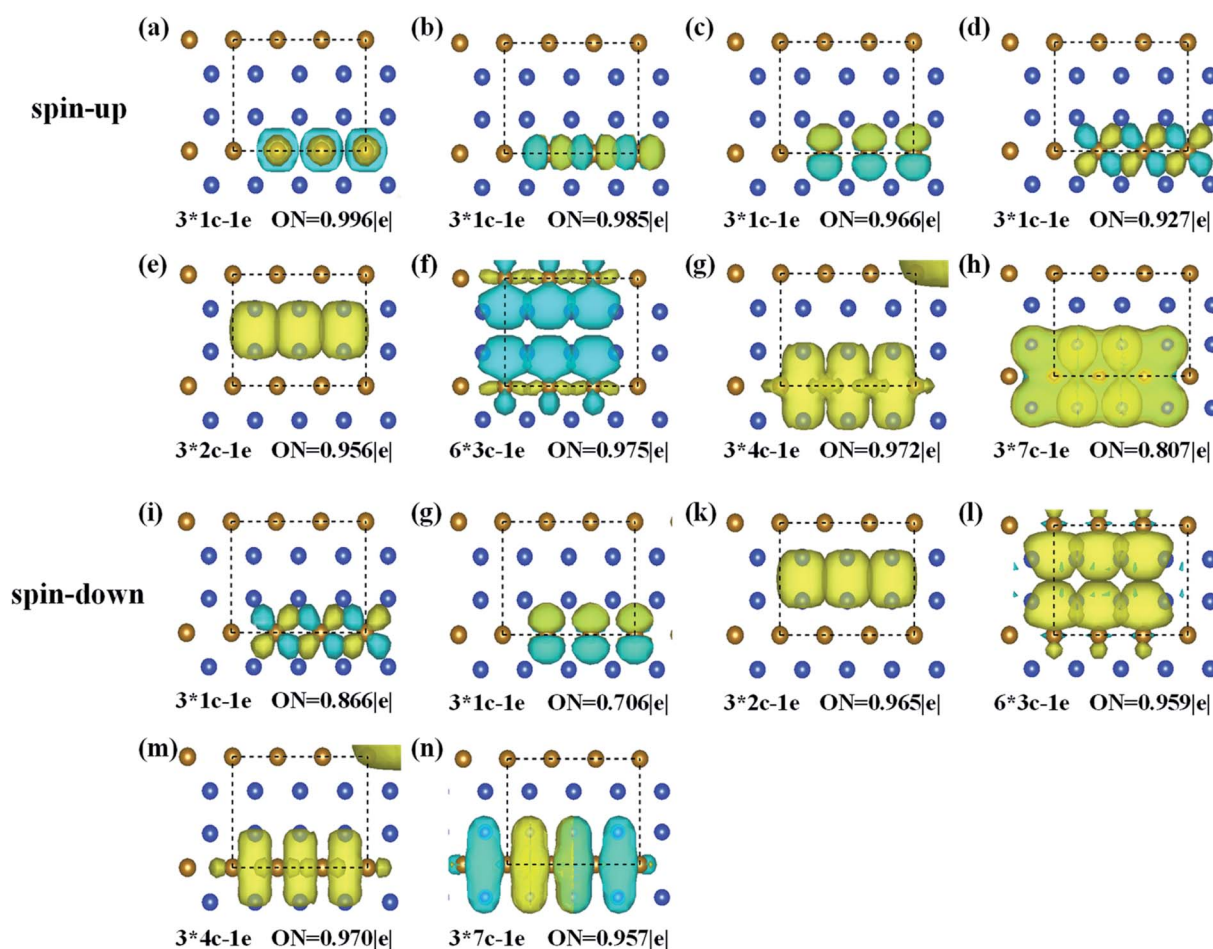 (a) (b) (c) (d)
spin-up
3*1c-1e ON=0.996|e| 3*1c-1e ON=0.985|e| 3*1c-1e ON=0.966|e| 3*1c-1e ON=0.927|e|
(e) (f) (g) (h)
3*2c-1e ON=0.956|e| 6*3c-1e ON=0.975|e| 3*4c-1e ON=0.972|e| 3*7c-1e ON=0.807|e|
(i) (g) (k) (l)
spin-down
3*1c-1e ON=0.866|e| 3*1c-1e ON=0.706|e| 3*2c-1e ON=0.965|e| 6*3c-1e ON=0.959|e|
(m) (n)
3*4c-1e ON=0.970|e| 3*7c-1e ON=0.957|e|